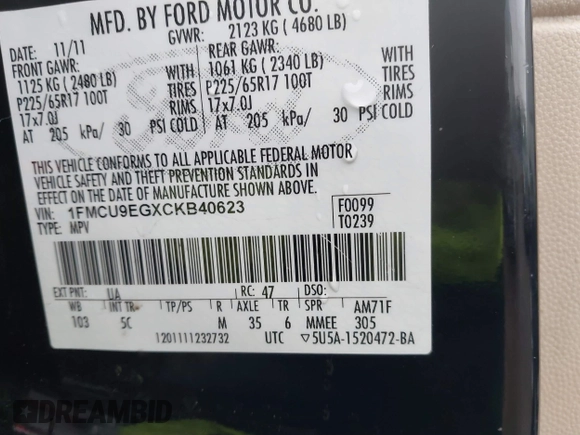 MFD. BY FORD MOTOR CO.
DATE: 11/11 GVWR: 2123 KG ( 4680 LB)
FRONT GAWR: REAR GAWR:
1125 KG ( 2480 LB) WITH 1061 KG ( 2340 LB) WITH
P225/65R17 100T TIRES P225/65R17 100T TIRES
17x7.0J RIMS 17x7.0J RIMS
AT 205 kPa/ 30 PSI COLD AT 205 kPa/ 30 PSI COLD
THIS VEHICLE CONFORMS TO ALL APPLICABLE FEDERAL MOTOR
VEHICLE SAFETY AND THEFT PREVENTION STANDARDS IN
EFFECT ON THE DATE OF MANUFACTURE SHOWN ABOVE.
VIN: 1FMCU9EGXCKB40623 F0099
TYPE: MPV T0239
EXT PNT: UA RC: 47 DSO:
WB INT TR TP/PS R AXLE TR SPR AM71F
103 5C M 35 6 MMEE 305
1201111232732 UTC 5U5A-1520472-BA
DREAMBID